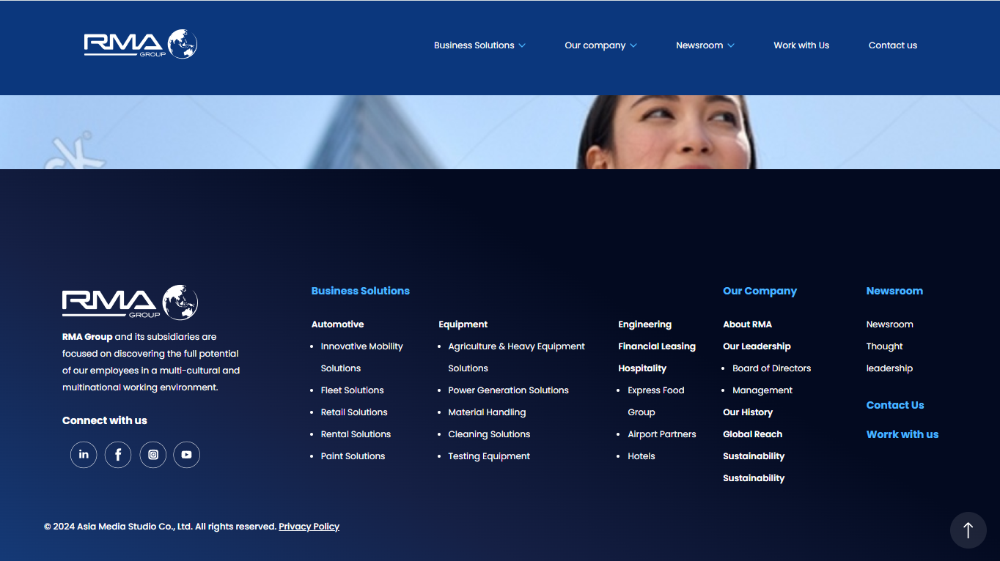 RMA
GROUP
Business Solutions
Our company
Newsroom
Work with Us
Contact us
ck
RMA
GROUP
RMA Group and its subsidiaries are
focused on discovering the full potential
of our employees in a multi-cultural and
multinational working environment.
Connect with us
in
f
Business Solutions
Automotive
• Innovative Mobility
Solutions
• Fleet Solutions
• Retail Solutions
• Rental Solutions
• Paint Solutions
Equipment
• Agriculture & Heavy Equipment
Solutions
• Power Generation Solutions
• Material Handling
• Cleaning Solutions
• Testing Equipment
Engineering
Financial Leasing
Hospitality
• Express Food
Group
• Airport Partners
• Hotels
Our Company
About RMA
Our Leadership
• Board of Directors
• Management
Our History
Global Reach
Sustainability
Sustainability
Newsroom
Newsroom
Thought
leadership
Contact Us
Worrk with us
© 2024 Asia Media Studio Co., Ltd. All rights reserved. Privacy Policy